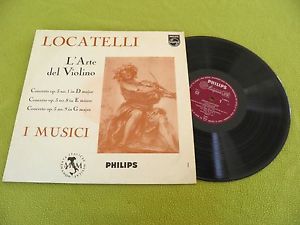 LOCATELLI
PHILIPS
L'Arte
del Violino
Concerto op. 3 no. 1 in D major
Concerto op. 3 no. 8 in E minor
Concerto op. 3 no. 9 in G major
I MUSICI
PHILIPS
PHILIPS